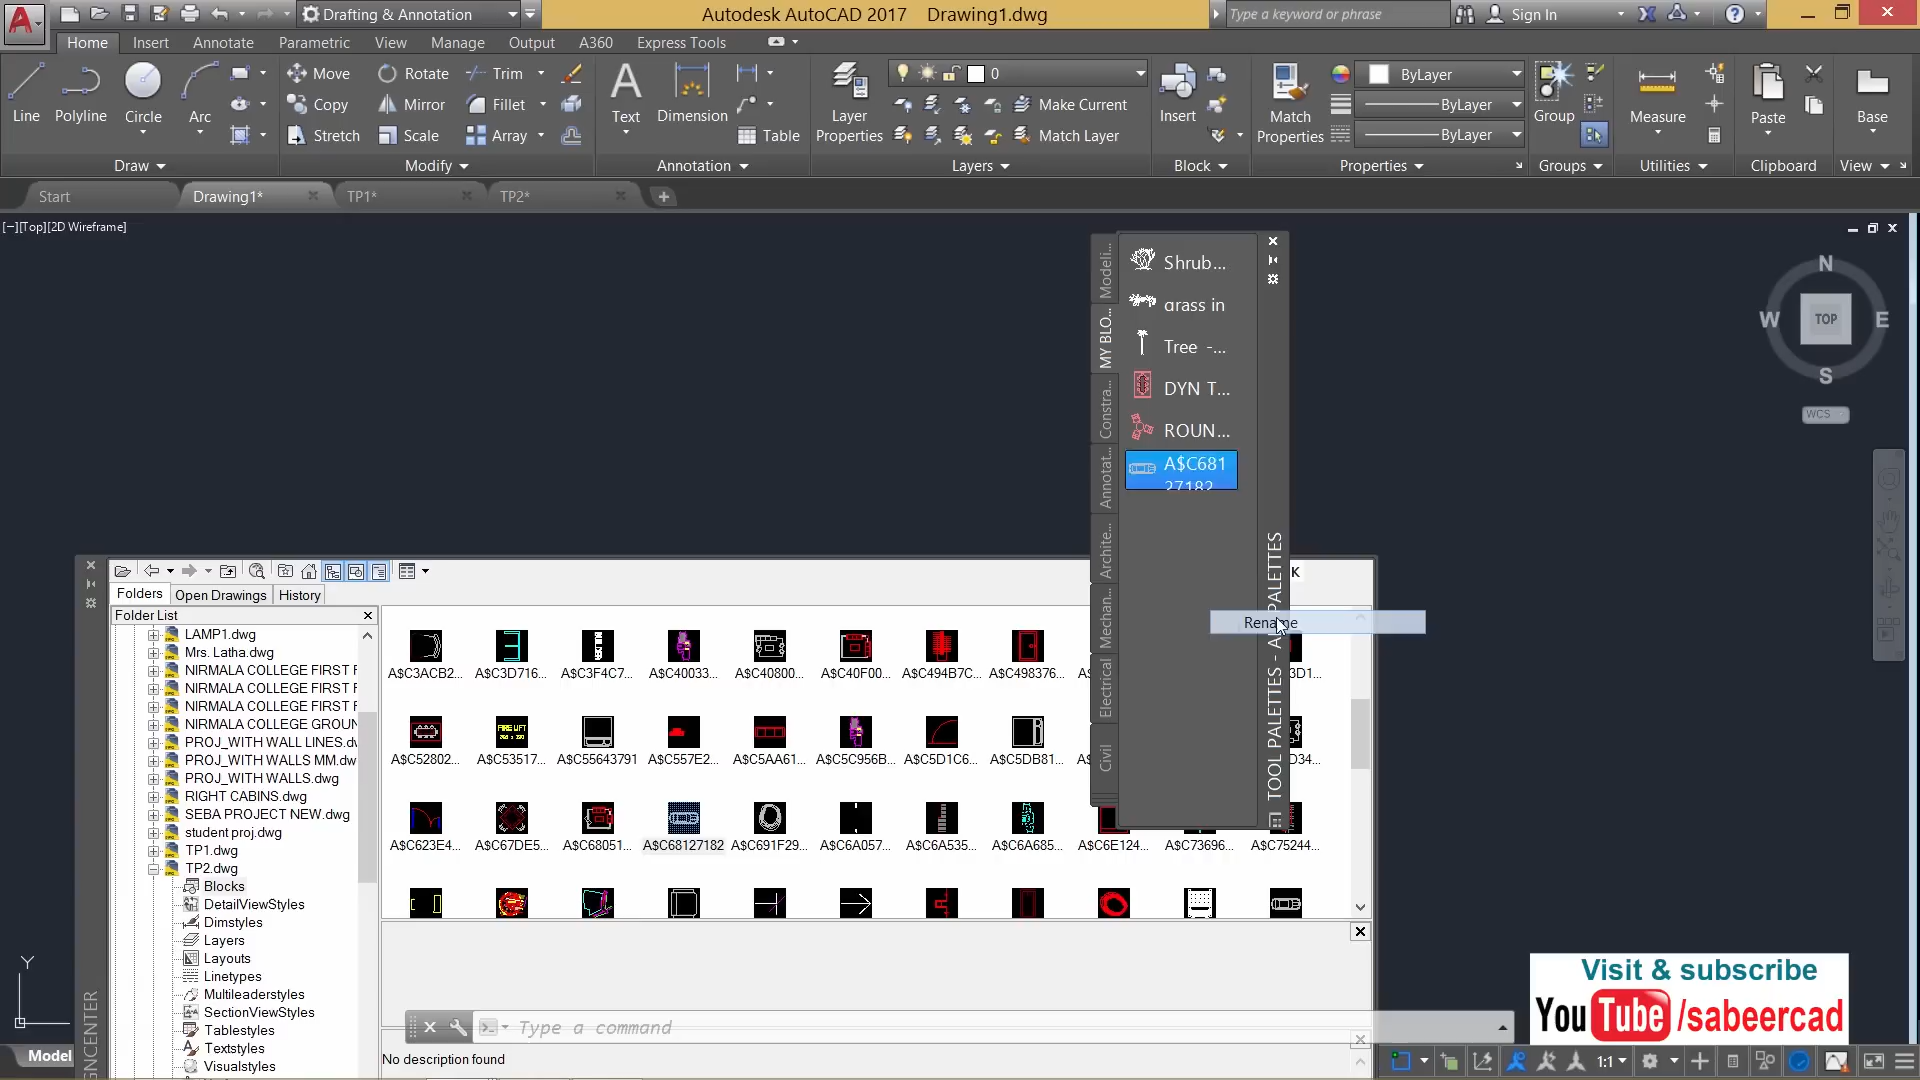 Drafting & Annotation
Autodesk AutoCAD 2017 Drawing1.dwg
Type a keyword or phrase
Sign In
Home Insert Annotate Parametric View Manage Output A360 Express Tools
Line Polyline Circle Arc
Move Rotate Trim
Copy Mirror Fillet
Stretch Scale Array
Text Dimension Table
Layer Properties
0
Make Current
Match Layer
Insert
Match Properties
ByLayer
ByLayer
ByLayer
Group Measure Paste Base
Draw Modify Annotation Layers Block Properties Groups Utilities Clipboard View
Start Drawing1* TP1* TP2*
[−][Top][2D Wireframe]
N
W TOP E
S
WCS
Modeli...
MY BLO...
Constra...
Annotat...
Archite...
Mechan...
Electrical
Civil
Shrub...
grass in
Tree -...
DYN T...
ROUN...
A$C681
27182
Rename
Folders Open Drawings History
Folder List
LAMP1.dwg
Mrs. Latha.dwg
NIRMALA COLLEGE FIRST F
NIRMALA COLLEGE FIRST F
NIRMALA COLLEGE FIRST F
NIRMALA COLLEGE GROUN
PROJ_WITH WALL LINES.dv
PROJ_WITH WALLS MM.dw
PROJ_WITH WALLS.dwg
RIGHT CABINS.dwg
SEBA PROJECT NEW.dwg
student proj.dwg
TP1.dwg
TP2.dwg
Blocks
DetailViewStyles
Dimstyles
Layers
Layouts
Linetypes
Multileaderstyles
SectionViewStyles
Tablestyles
Textstyles
Visualstyles
A$C3ACB2... A$C3D716... A$C3F4C7... A$C40033... A$C40800... A$C40F00... A$C494B7C... A$C498376...
A$C52802... A$C53517... A$C55643791 A$C557E2... A$C5AA61... A$C5C956B... A$C5D1C6... A$C5DB81...
A$C623E4... A$C67DE5... A$C68051... A$C68127182 A$C691F29... A$C6A057... A$C6A535... A$C6A685... A$C6E124... A$C73696... A$C75244...
Type a command
No description found
Model
Visit & subscribe
YouTube/sabeercad
1:1